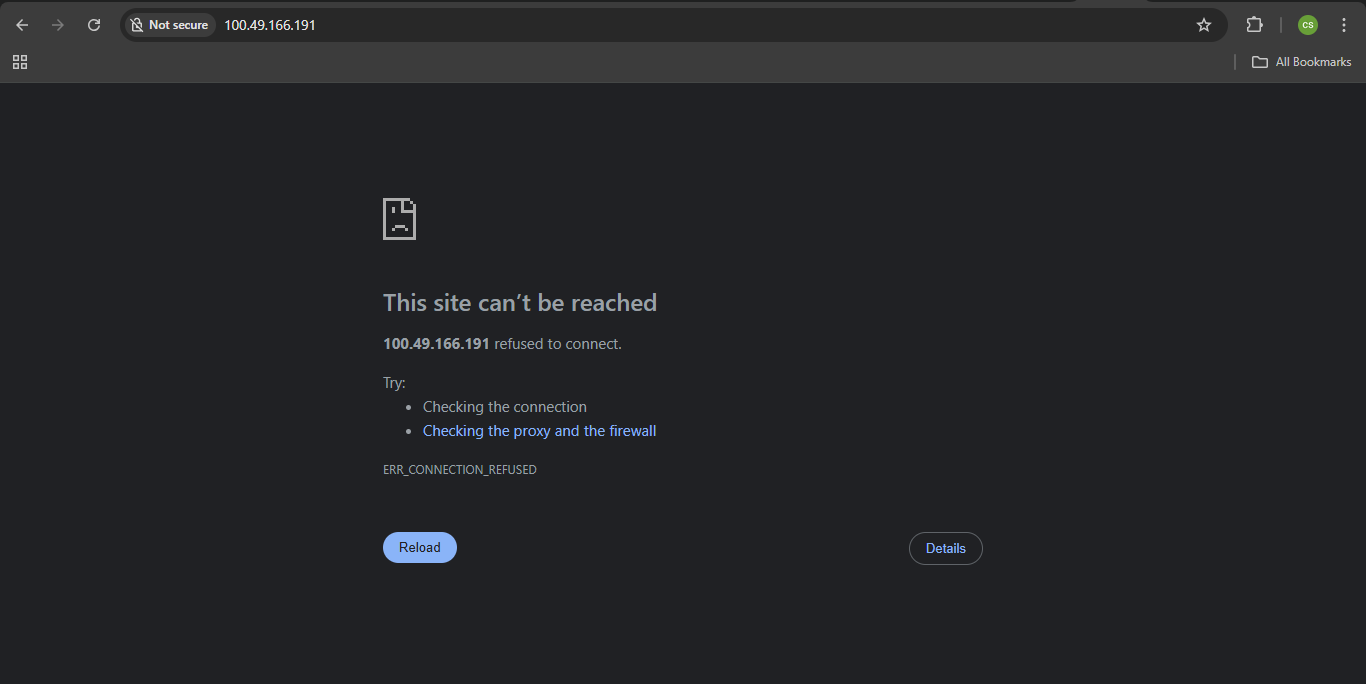 Not secure
100.49.166.191
CS
All Bookmarks
This site can’t be reached
100.49.166.191 refused to connect.
Try:
• Checking the connection
• Checking the proxy and the firewall
ERR_CONNECTION_REFUSED
Reload
Details